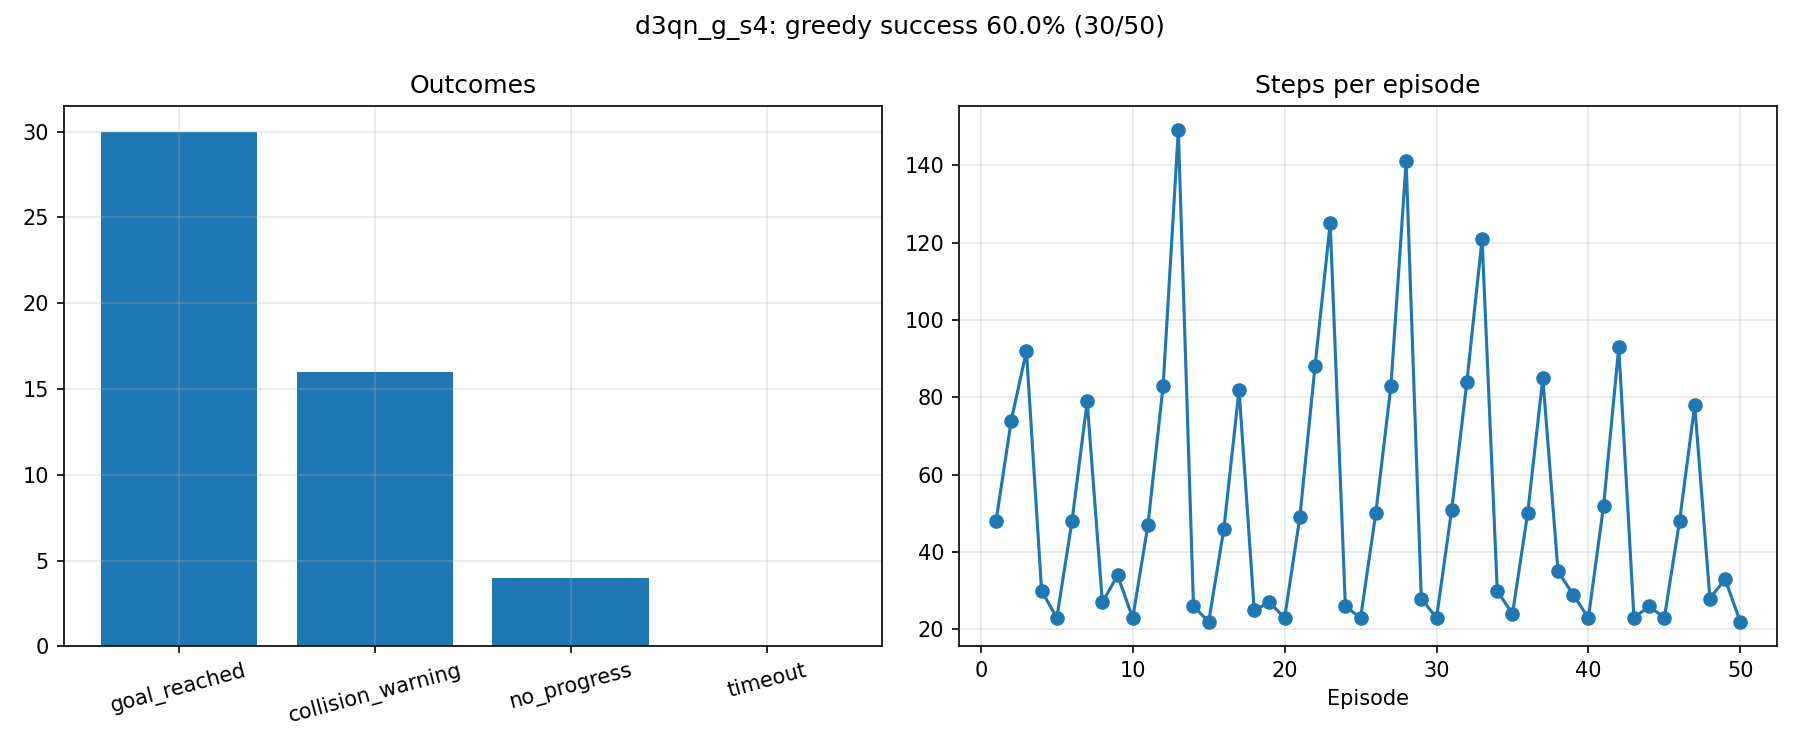 d3qn_g_s4: greedy success 60.0% (30/50)
Outcomes
30
25
20
15
10
5
0
goal_reached
collision_warning
no_progress
timeout
Steps per episode
140
120
100
80
60
40
20
0 10 20 30 40 50
Episode